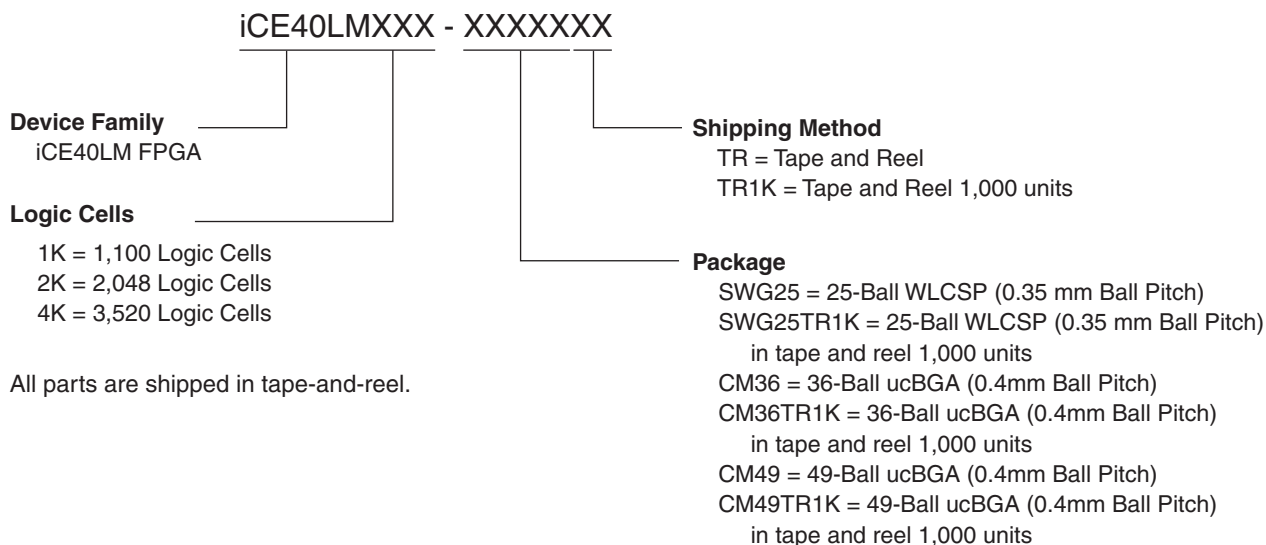 iCE40LMXXX - XXXXXXXX
Device Family
iCE40LM FPGA
Logic Cells
1K = 1,100 Logic Cells
2K = 2,048 Logic Cells
4K = 3,520 Logic Cells
All parts are shipped in tape-and-reel.
Shipping Method
TR = Tape and Reel
TR1K = Tape and Reel 1,000 units
Package
SWG25 = 25-Ball WLCSP (0.35 mm Ball Pitch)
SWG25TR1K = 25-Ball WLCSP (0.35 mm Ball Pitch)
in tape and reel 1,000 units
CM36 = 36-Ball ucBGA (0.4mm Ball Pitch)
CM36TR1K = 36-Ball ucBGA (0.4mm Ball Pitch)
in tape and reel 1,000 units
CM49 = 49-Ball ucBGA (0.4mm Ball Pitch)
CM49TR1K = 49-Ball ucBGA (0.4mm Ball Pitch)
in tape and reel 1,000 units